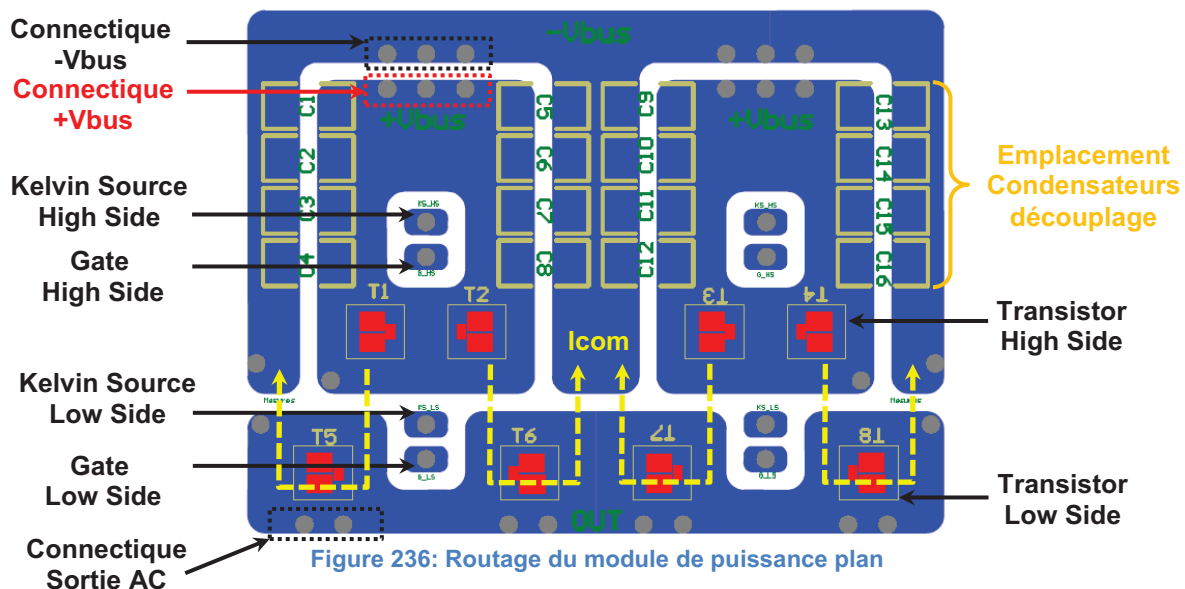 Connectique
-Vbus
Connectique
+Vbus
Kelvin Source
High Side
Gate
High Side
Kelvin Source
Low Side
Gate
Low Side
Connectique
Sortie AC
-Vbus
+Vbus
+Vbus
C1
C2
C3
C4
C5
C6
C7
C8
C9
C10
C11
C12
C13
C14
C15
C16
KS_HS
G_HS
KS_HS
G_HS
T1
T2
T3
T4
Icom
Mesures
Mesures
KS_LS
G_LS
KS_LS
G_LS
T5
T6
T7
T8
OUT
Emplacement
Condensateurs
découplage
Transistor
High Side
Transistor
Low Side
Figure 236: Routage du module de puissance plan